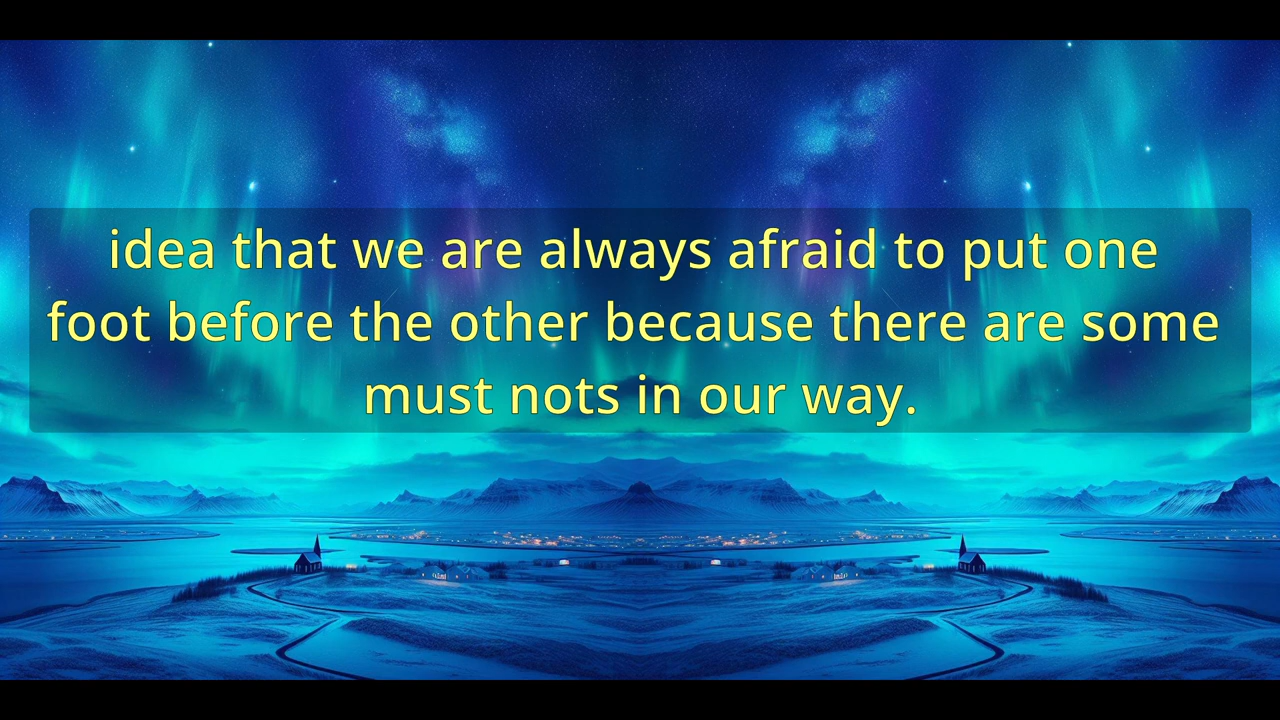 idea that we are always afraid to put one
foot before the other because there are some
must nots in our way.